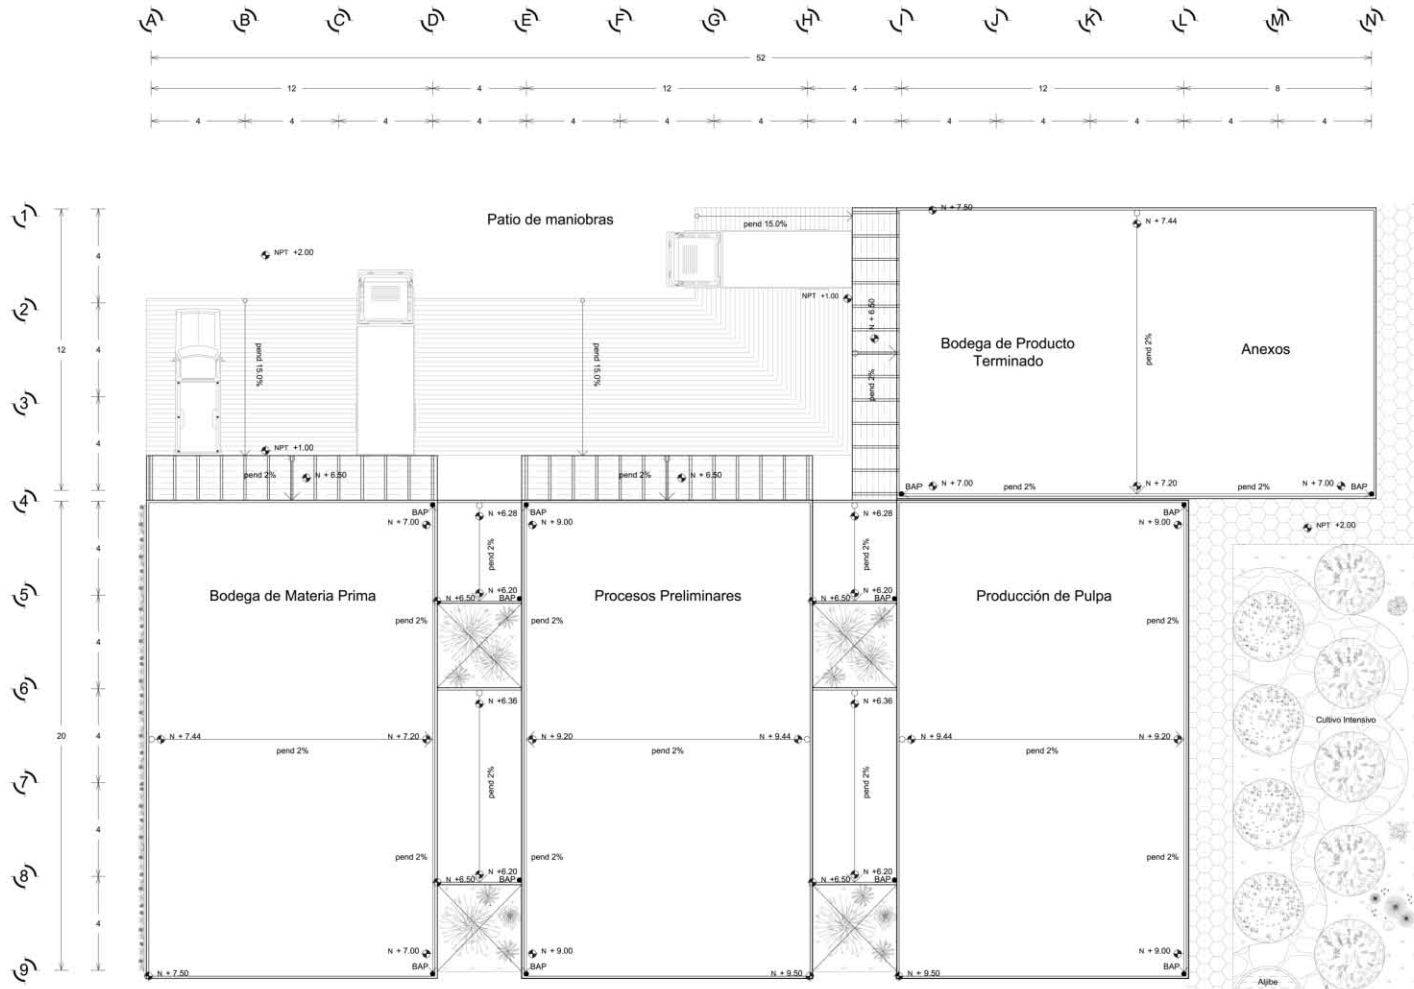 (A) (B) (C) (D) (E) (F) (G) (H) (I) (J) (K) (L) (M) (N)
52
12 4 12 4 12 8
4 4 4 4 4 4 4 4 4 4 4 4 4
(1)
(2)
(3)
(4)
(5)
(6)
(7)
(8)
(9)
12
20
4
4
4
4
4
4
4
4
Patio de maniobras
NPT +2.00
pend 15.0%
pend 15.0%
pend 15.0%
NPT +1.00
NPT +1.00
N + 6.50
pend 2%
N + 7.50
N + 7.44
Bodega de Producto
Terminado
pend 2%
Anexos
BAP
N + 7.00
pend 2%
N + 7.20
pend 2%
N + 7.00
BAP
pend 2%
N + 6.50
pend 2%
N + 6.50
NPT +2.00
BAP
N + 7.00
Bodega de Materia Prima
pend 2%
N + 7.44
N + 7.20
pend 2%
pend 2%
N + 7.00
BAP
N + 7.50
N +6.28
pend 2%
N +6.20
BAP
N +6.50
N +6.36
pend 2%
N +6.20
BAP
N +6.50
BAP
N + 9.00
Procesos Preliminares
pend 2%
N + 9.20
N + 9.44
pend 2%
pend 2%
N + 9.00
BAP
N + 9.50
N +6.28
pend 2%
N +6.20
BAP
N +6.50
N +6.36
pend 2%
N +6.20
BAP
N +6.50
BAP
N + 9.00
Producción de Pulpa
pend 2%
N + 9.44
N + 9.20
pend 2%
pend 2%
N + 9.00
BAP
N + 9.50
Cultivo Intensivo
Aljibe